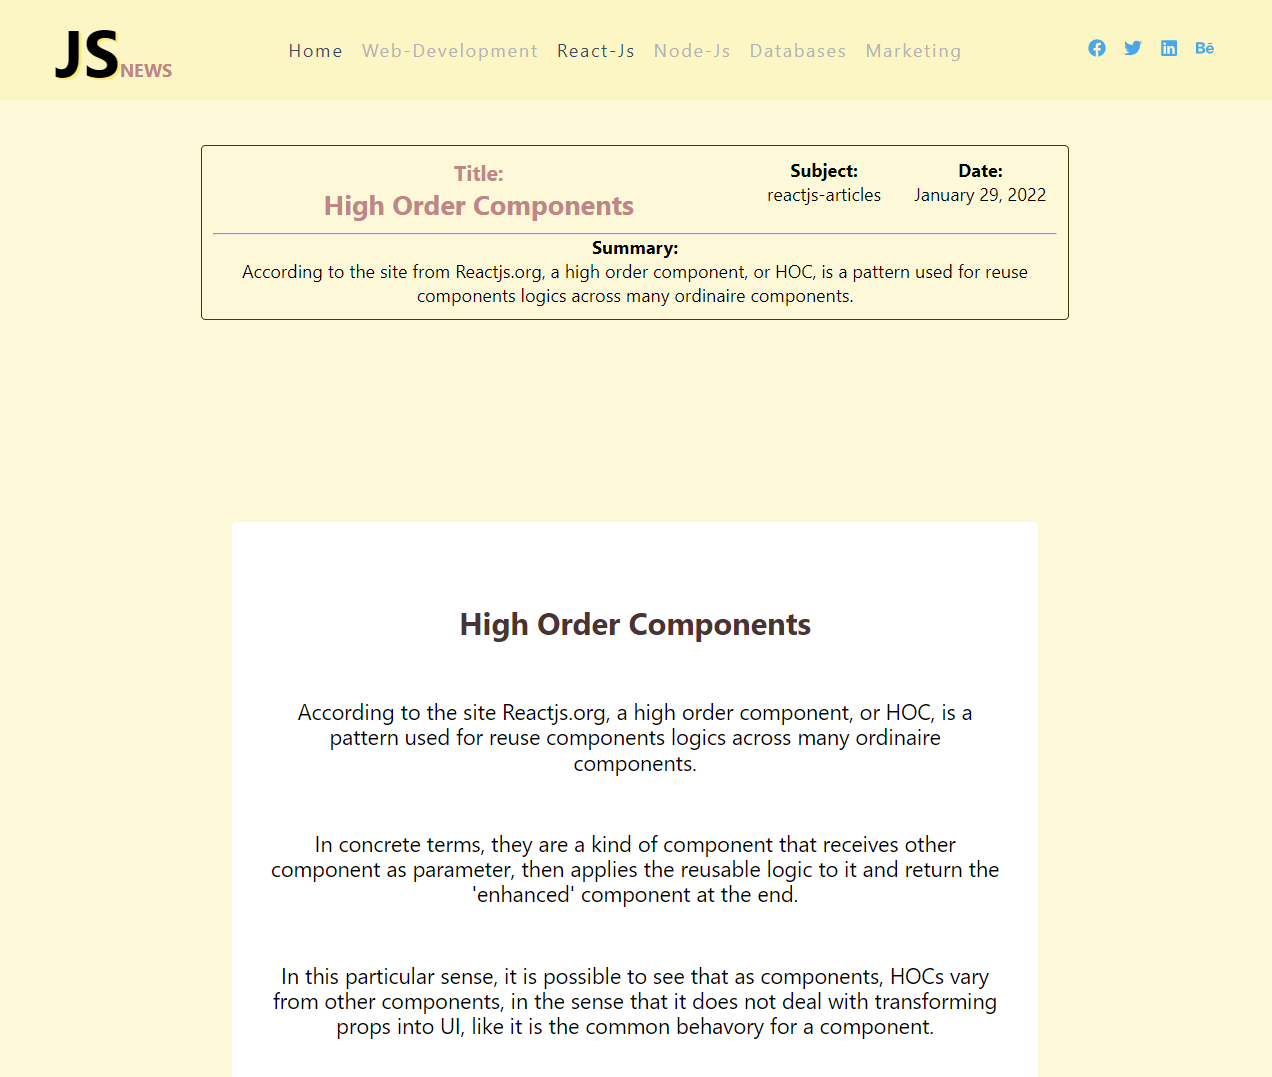 JS NEWS
Home Web-Development React-Js Node-Js Databases Marketing
Bē
Title:
High Order Components
Subject:
reactjs-articles
Date:
January 29, 2022
Summary:
According to the site from Reactjs.org, a high order component, or HOC, is a pattern used for reuse
components logics across many ordinaire components.
High Order Components
According to the site Reactjs.org, a high order component, or HOC, is a
pattern used for reuse components logics across many ordinaire
components.
In concrete terms, they are a kind of component that receives other
component as parameter, then applies the reusable logic to it and return the
'enhanced' component at the end.
In this particular sense, it is possible to see that as components, HOCs vary
from other components, in the sense that it does not deal with transforming
props into UI, like it is the common behavory for a component.